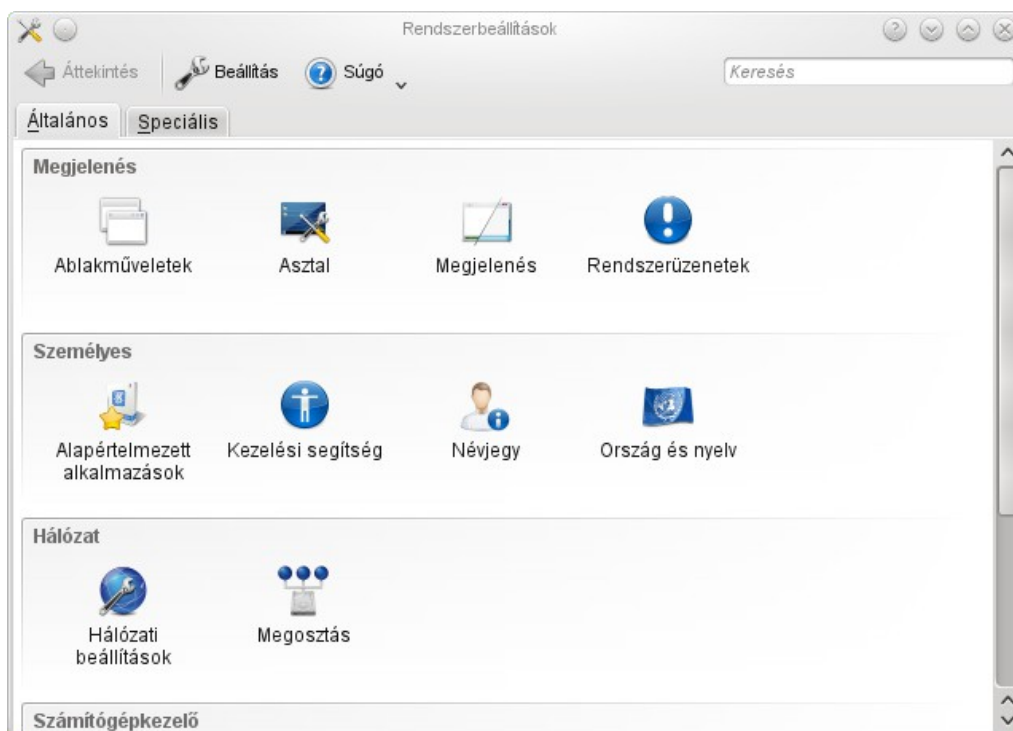 Rendszerbeállítások
Áttekintés Beállítás Súgó Keresés
Általános Speciális
Megjelenés
Ablakműveletek Asztal Megjelenés Rendszerüzenetek
Személyes
Alapértelmezett alkalmazások Kezelési segítség Névjegy Ország és nyelv
Hálózat
Hálózati beállítások Megosztás
Számítógépkezelő